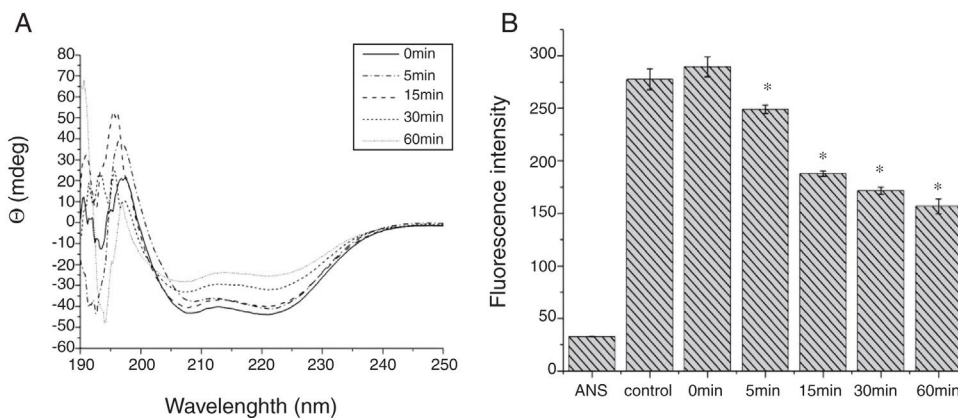 A
Θ (mdeg)
80
70
60
50
40
30
20
10
0
-10
-20
-30
-40
-50
-60
190
200
210
220
230
240
250
Wavelenghth (nm)
0min
5min
15min
30min
60min
B
Fluorescence intensity
300
250
200
150
100
50
0
*
*
*
*
ANS
control
0min
5min
15min
30min
60min